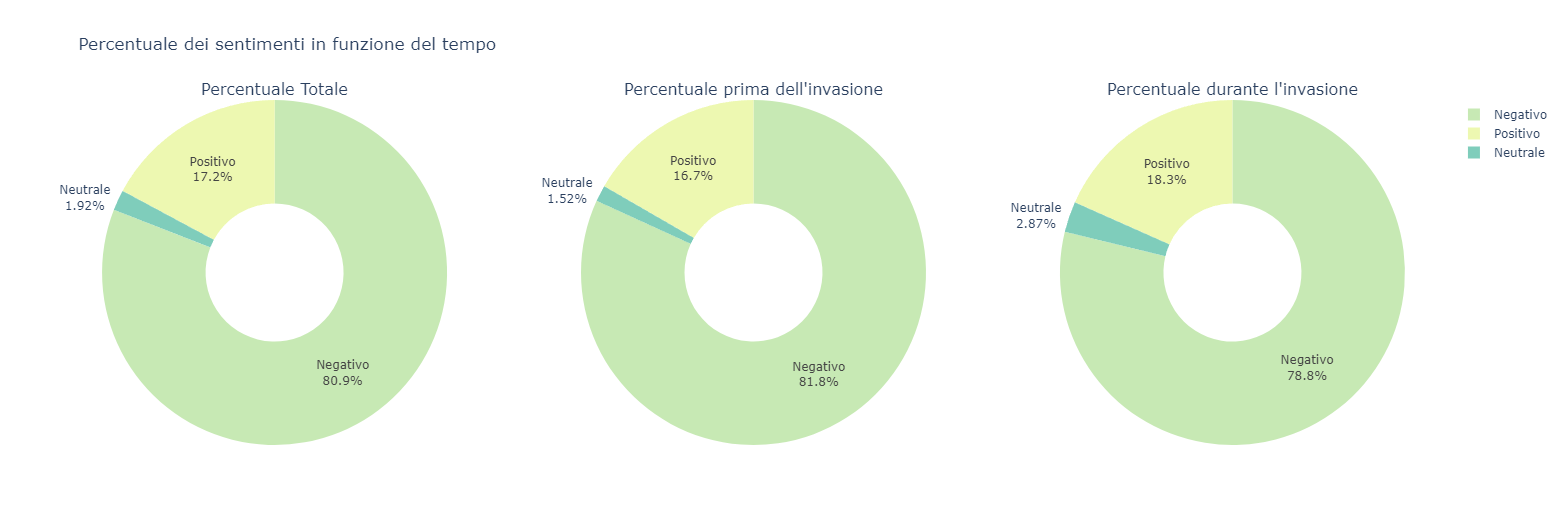 Percentuale dei sentimenti in funzione del tempo
Percentuale Totale
Positivo
17.2%
Neutrale
1.92%
Negativo
80.9%
Percentuale prima dell'invasione
Positivo
16.7%
Neutrale
1.52%
Negativo
81.8%
Percentuale durante l'invasione
Positivo
18.3%
Neutrale
2.87%
Negativo
78.8%
Negativo
Positivo
Neutrale